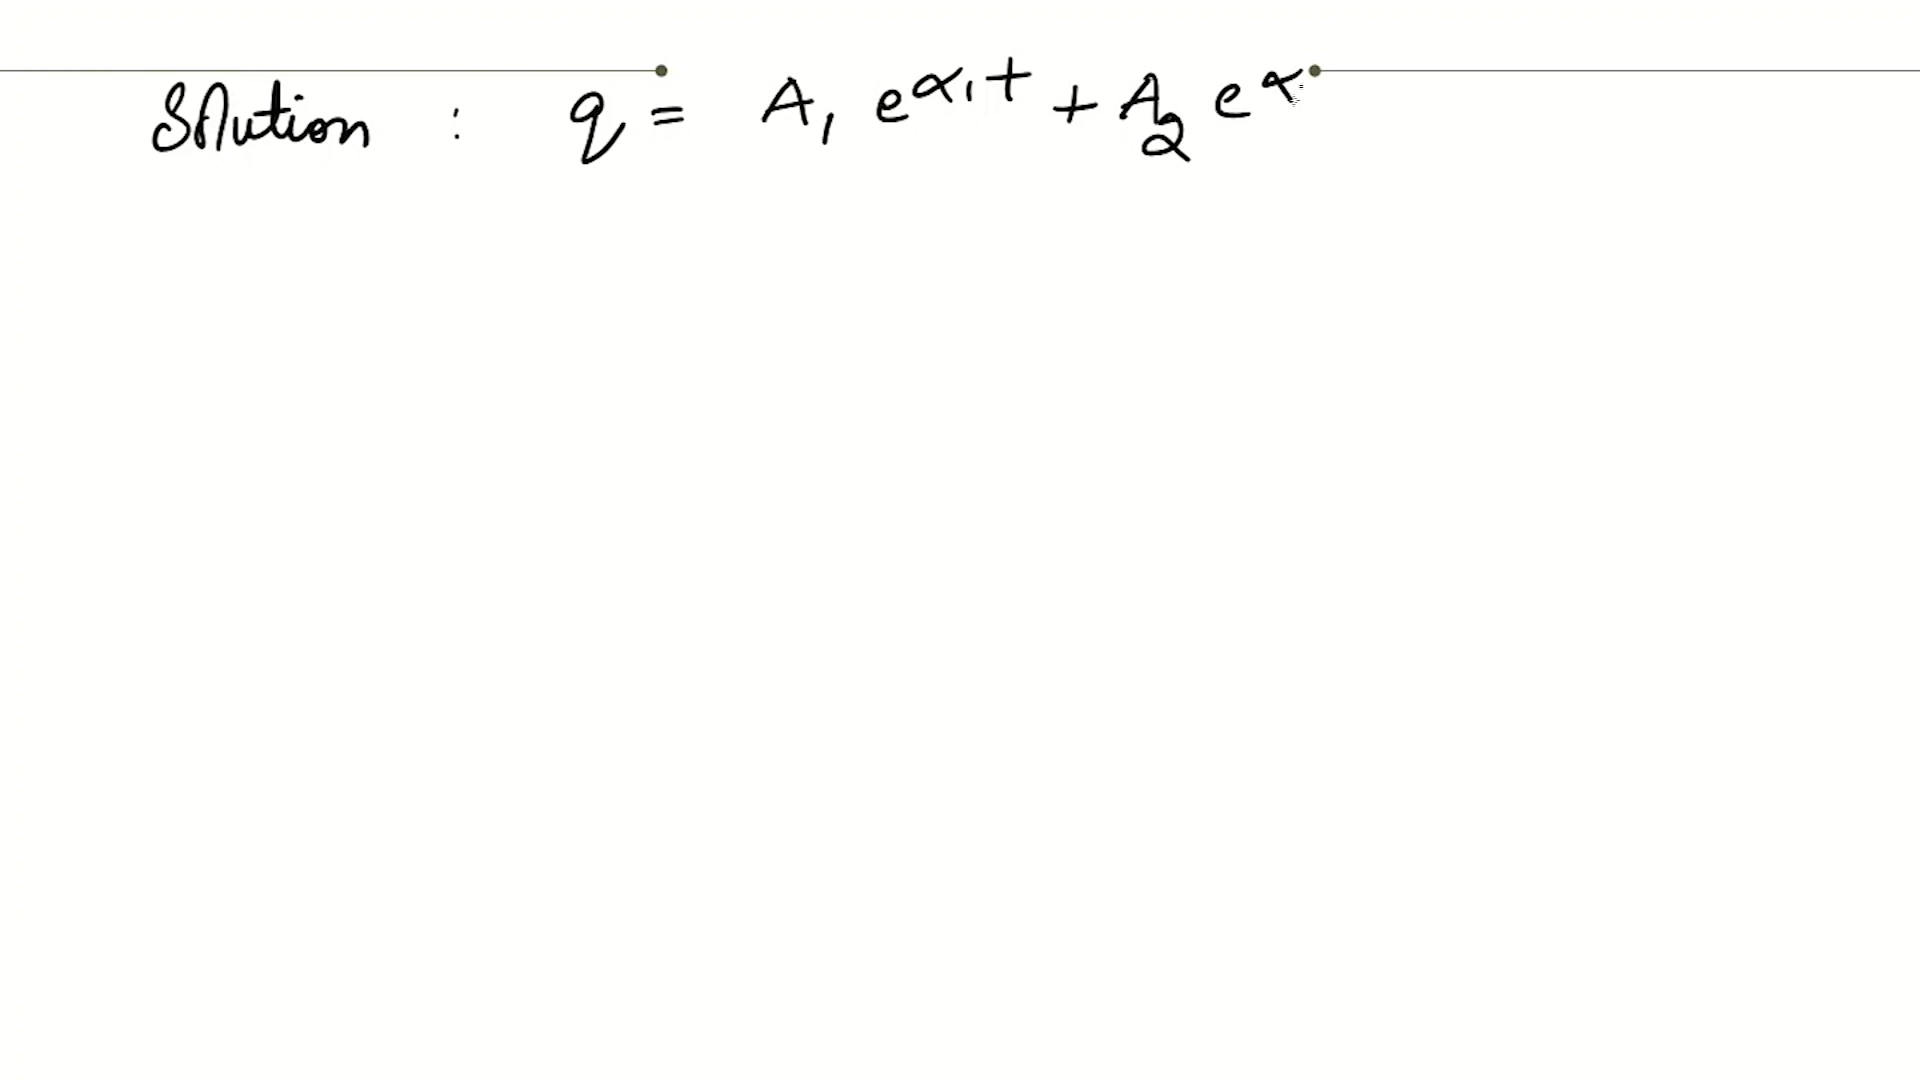 Solution : q = A₁ e^α₁t + A₂ e^α